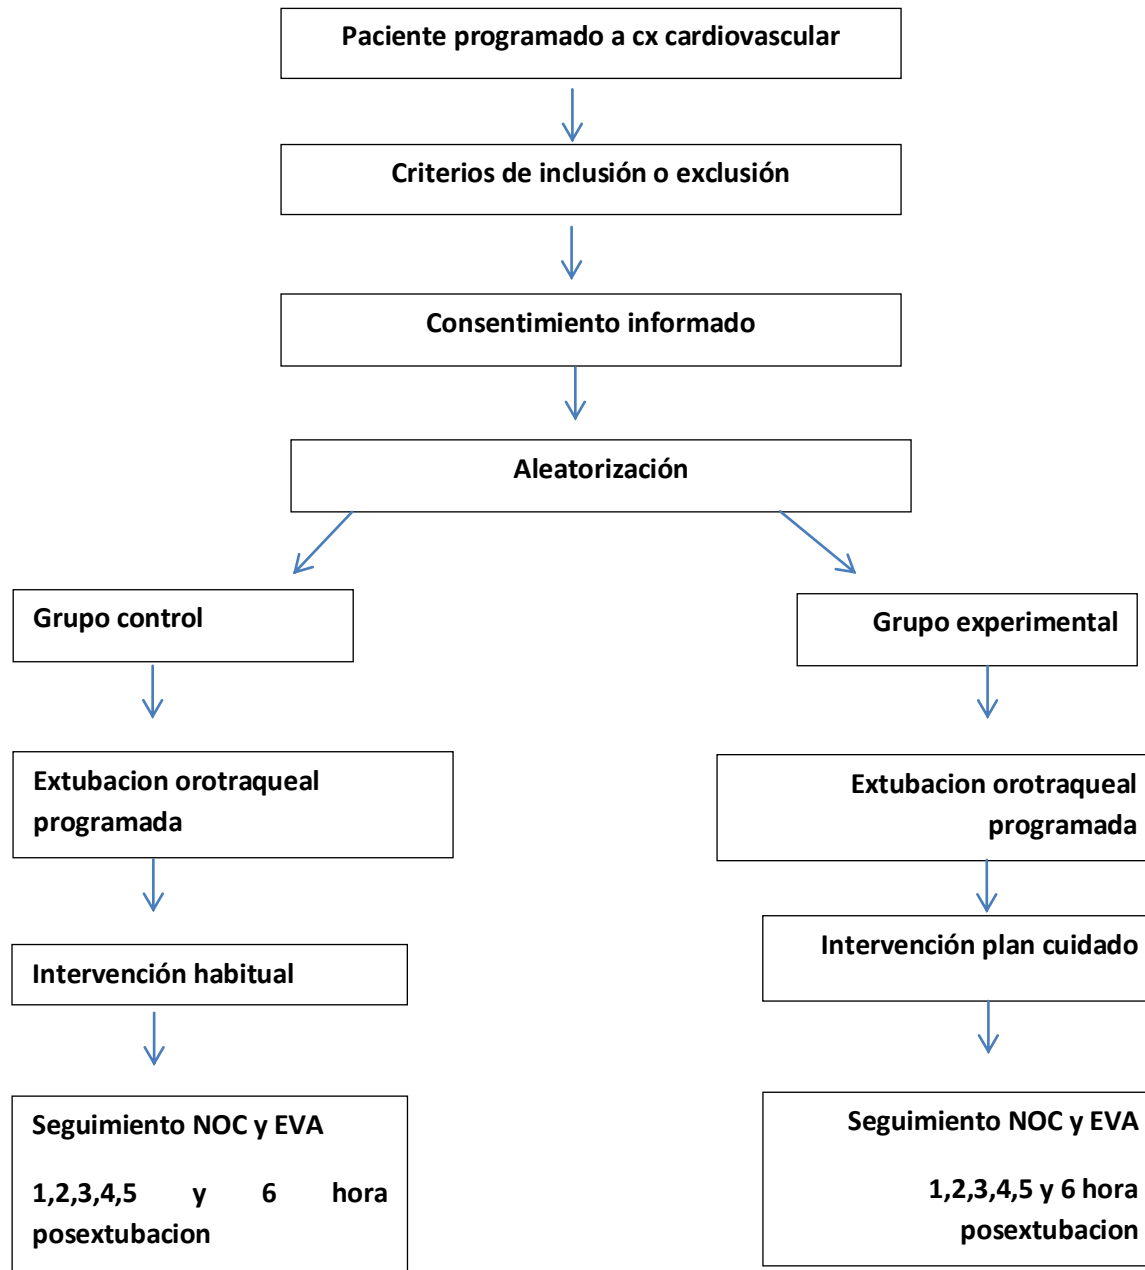 Paciente programado a cx cardiovascular
Criterios de inclusión o exclusión
Consentimiento informado
Aleatorización
Grupo control
Grupo experimental
Extubacion orotraqueal
programada
Extubacion orotraqueal
programada
Intervención habitual
Intervención plan cuidado
Seguimiento NOC y EVA
1,2,3,4,5 y 6 hora
posextubacion
Seguimiento NOC y EVA
1,2,3,4,5 y 6 hora
posextubacion